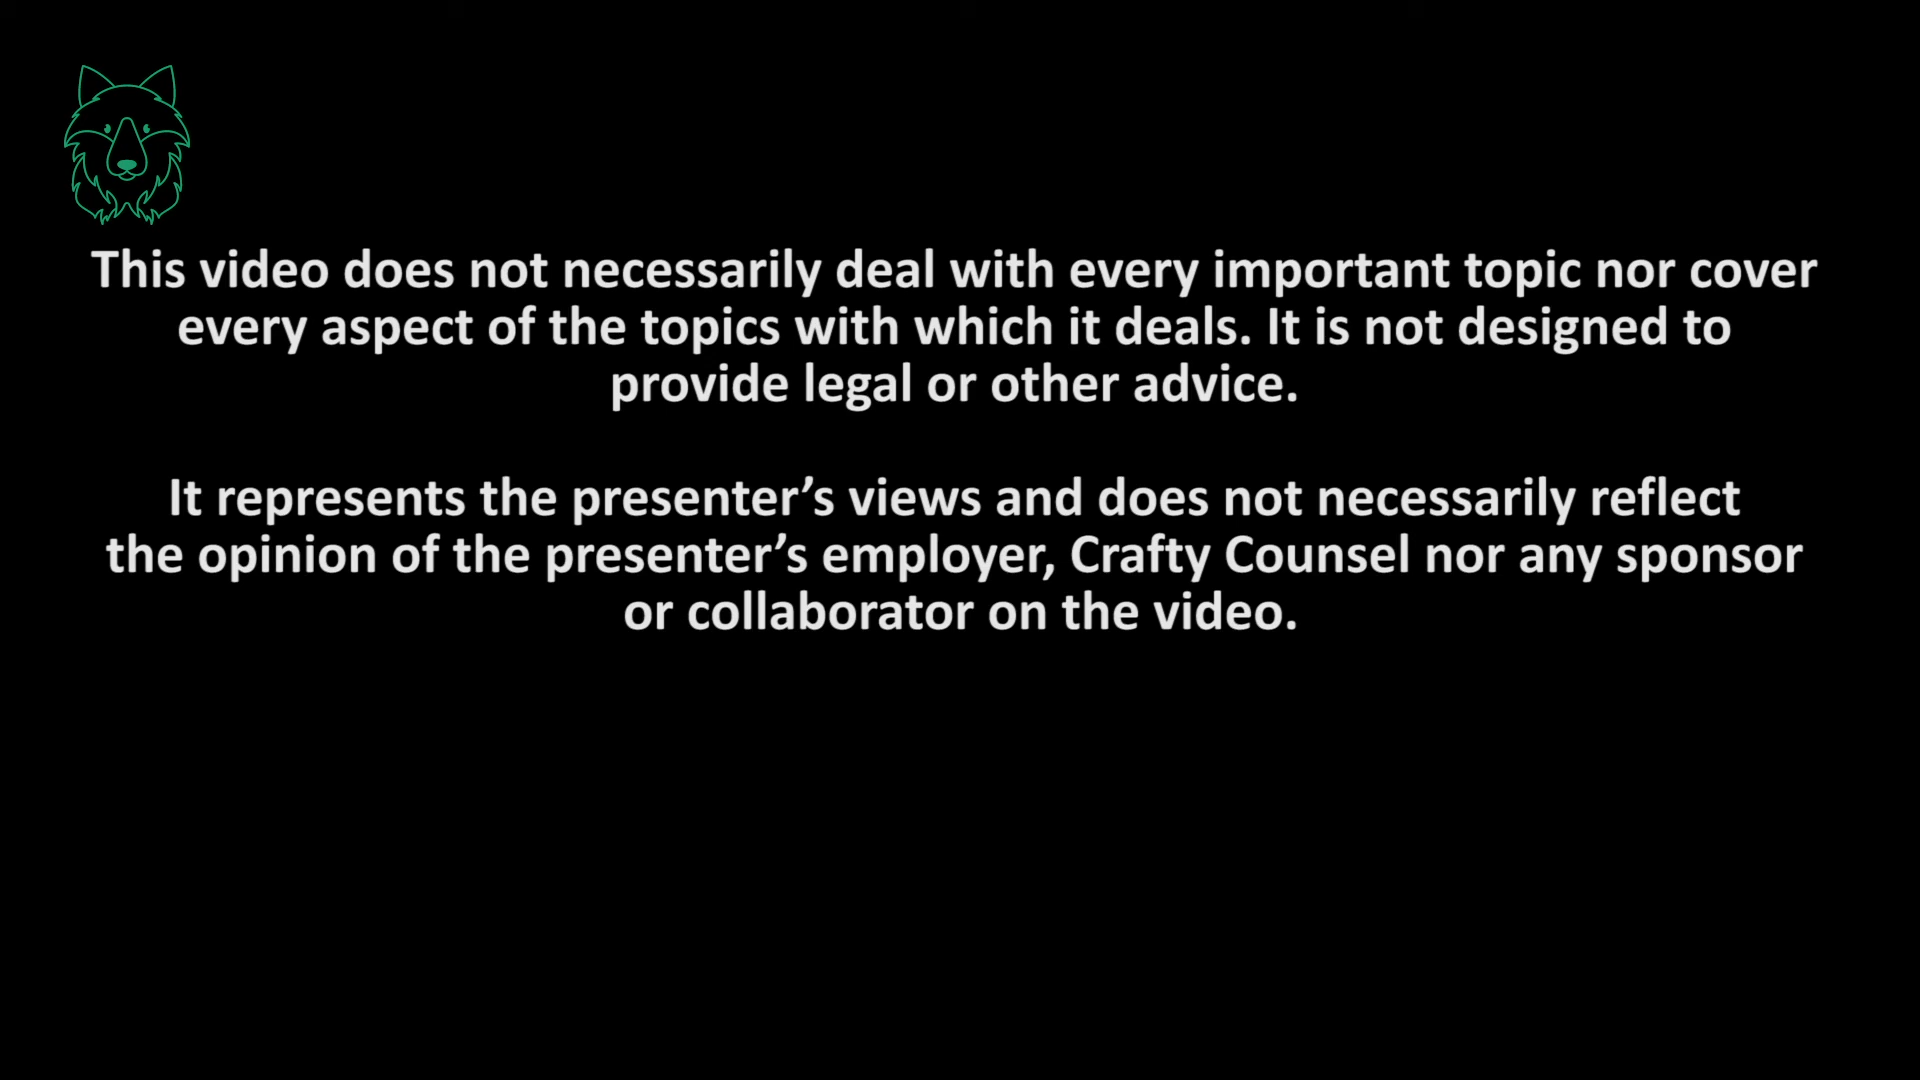 This video does not necessarily deal with every important topic nor cover
every aspect of the topics with which it deals. It is not designed to
provide legal or other advice.
It represents the presenter’s views and does not necessarily reflect
the opinion of the presenter’s employer, Crafty Counsel nor any sponsor
or collaborator on the video.